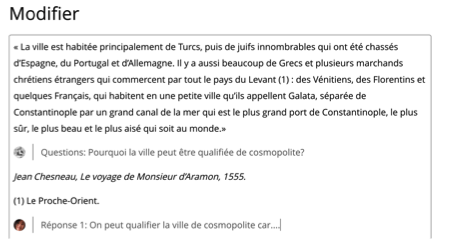 Modifier
« La ville est habitée principalement de Turcs, puis de juifs innombrables qui ont été chassés
d'Espagne, du Portugal et d'Allemagne. Il y a aussi beaucoup de Grecs et plusieurs marchands
chrétiens étrangers qui commercent par tout le pays du Levant (1) : des Vénitiens, des Florentins et
quelques Français, qui habitent en une petite ville qu'ils appellent Galata, séparée de
Constantinople par un grand canal de la mer qui est le plus grand port de Constantinople, le plus
sûr, le plus beau et le plus aisé qui soit au monde.»
Questions: Pourquoi la ville peut être qualifiée de cosmopolite?
Jean Chesneau, Le voyage de Monsieur d'Aramon, 1555.
(1) Le Proche-Orient.
Réponse 1: On peut qualifier la ville de cosmopolite car....